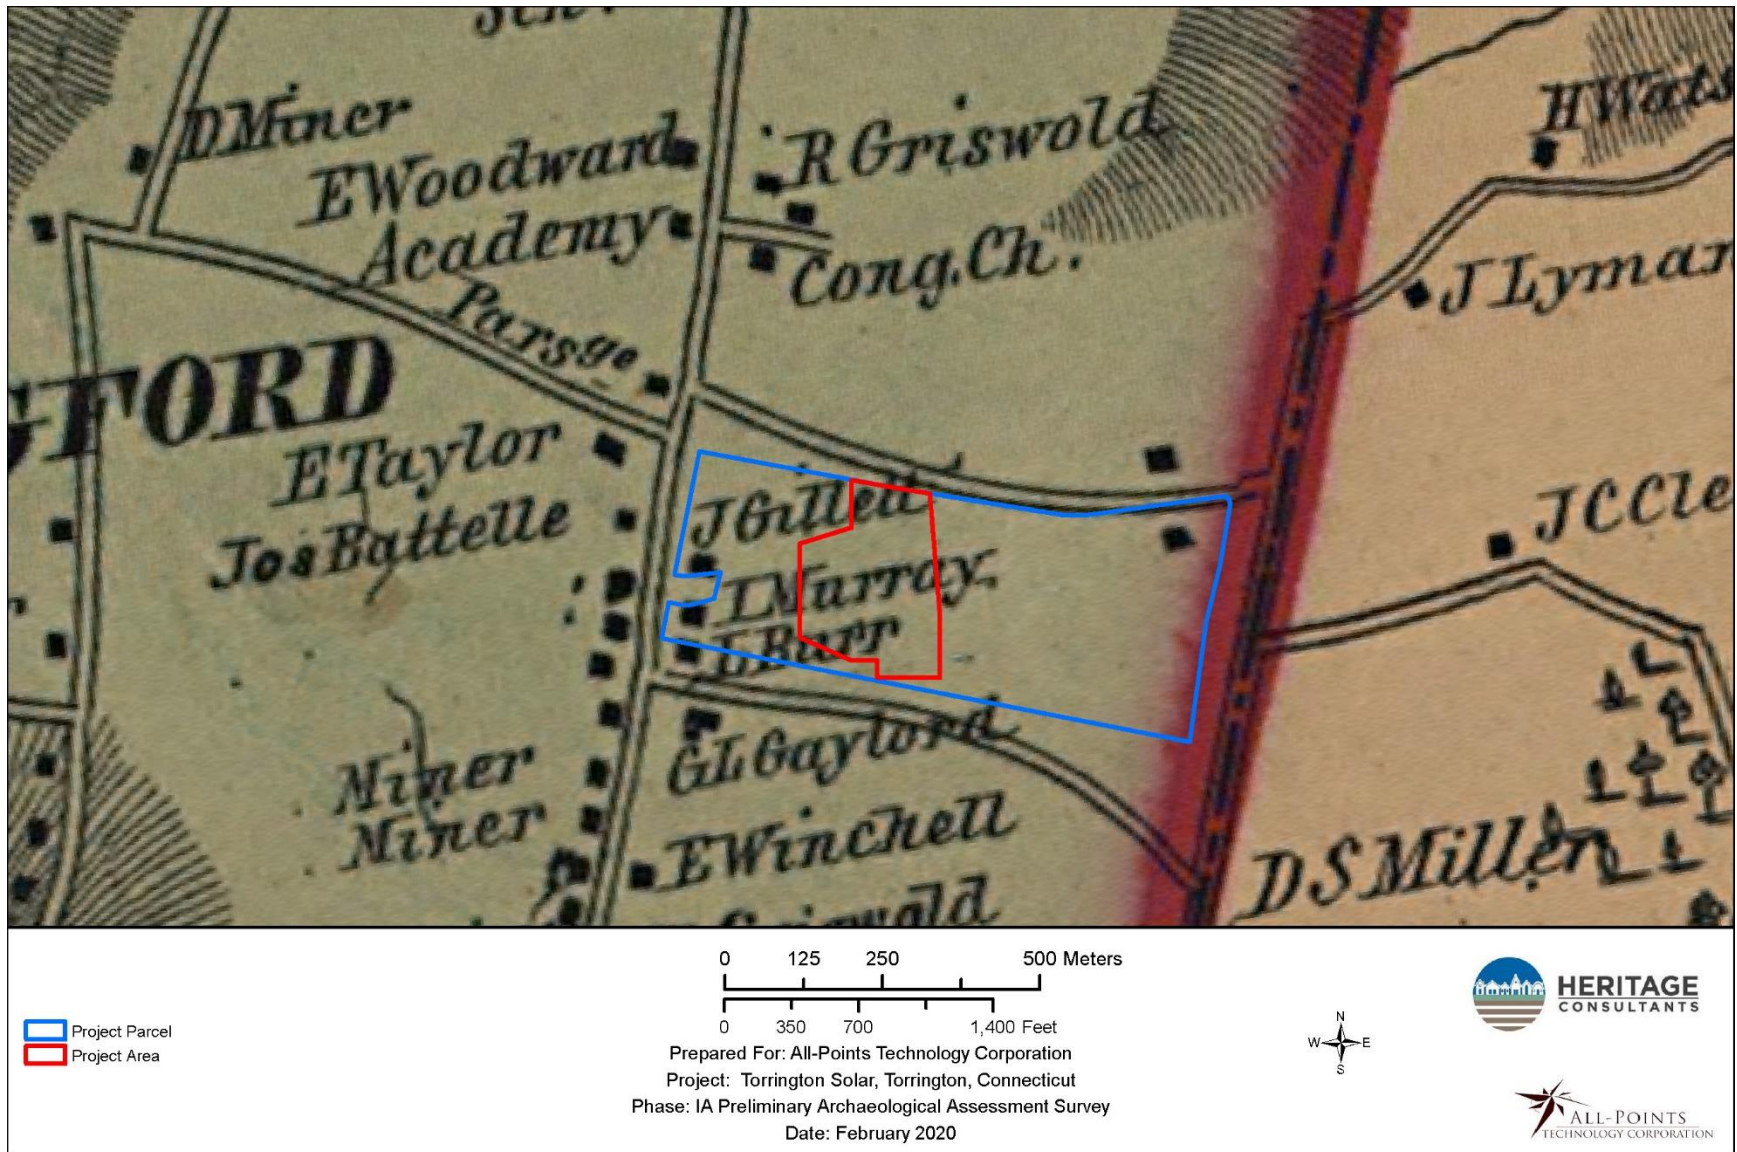 D Miner
H Wats
E Woodward
R Griswold
Academy
Cong. Ch.
J Lyman
Parsge
GFORD
E Taylor
J Gillett
J C Cle
Jos Battelle
I Murray.
L Burr
G L Gaylord
Miner
Miner
E Winchell
D S Miller
Griswald
0 125 250 500 Meters
0 350 700 1,400 Feet
Project Parcel
Project Area
Prepared For: All-Points Technology Corporation
Project: Torrington Solar, Torrington, Connecticut
Phase: IA Preliminary Archaeological Assessment Survey
Date: February 2020
N
W E
S
HERITAGE
CONSULTANTS
ALL-POINTS
TECHNOLOGY CORPORATION